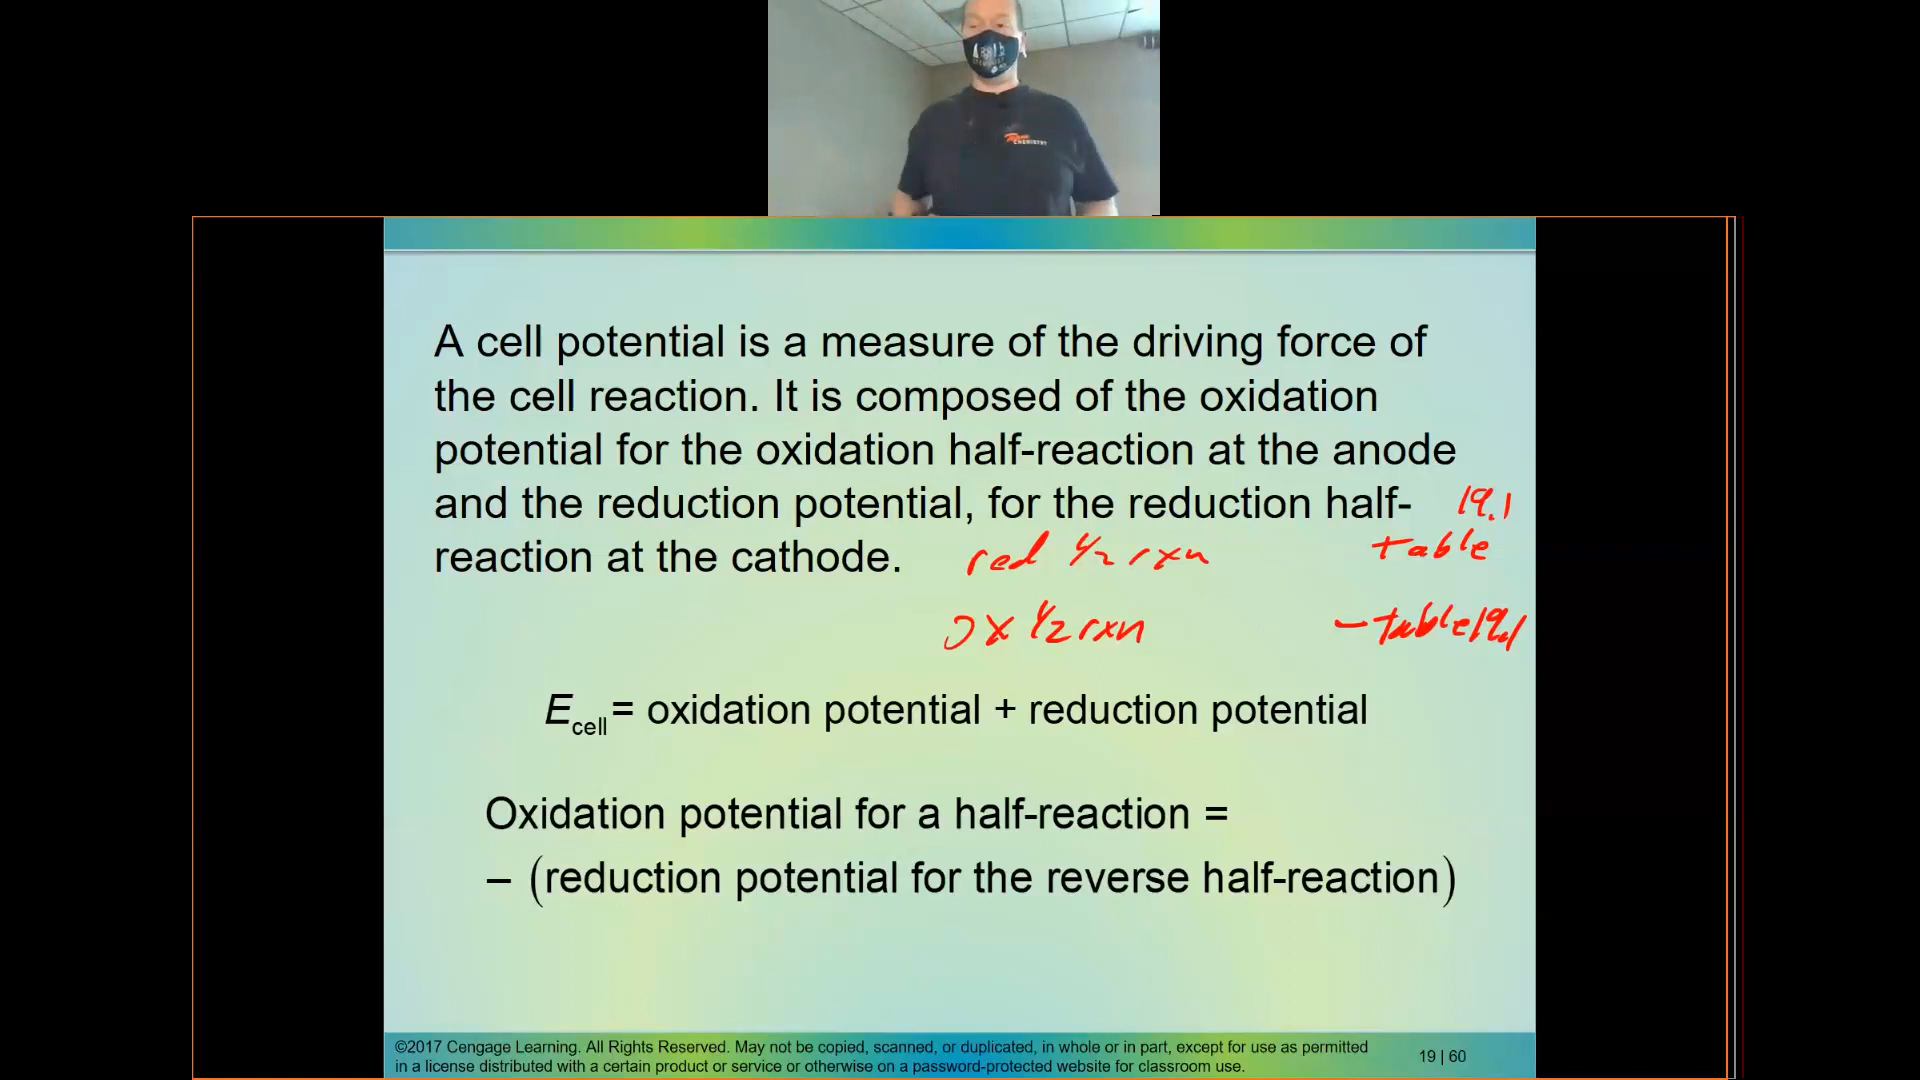 CHEMISTRY
A cell potential is a measure of the driving force of
the cell reaction. It is composed of the oxidation
potential for the oxidation half-reaction at the anode
and the reduction potential, for the reduction half- 19.1
reaction at the cathode. red 1/2 rxn table
ox 1/2 rxn – table 19.1
Ecell = oxidation potential + reduction potential
Oxidation potential for a half-reaction =
– (reduction potential for the reverse half-reaction)
©2017 Cengage Learning. All Rights Reserved. May not be copied, scanned, or duplicated, in whole or in part, except for use as permitted
in a license distributed with a certain product or service or otherwise on a password-protected website for classroom use.
19 | 60